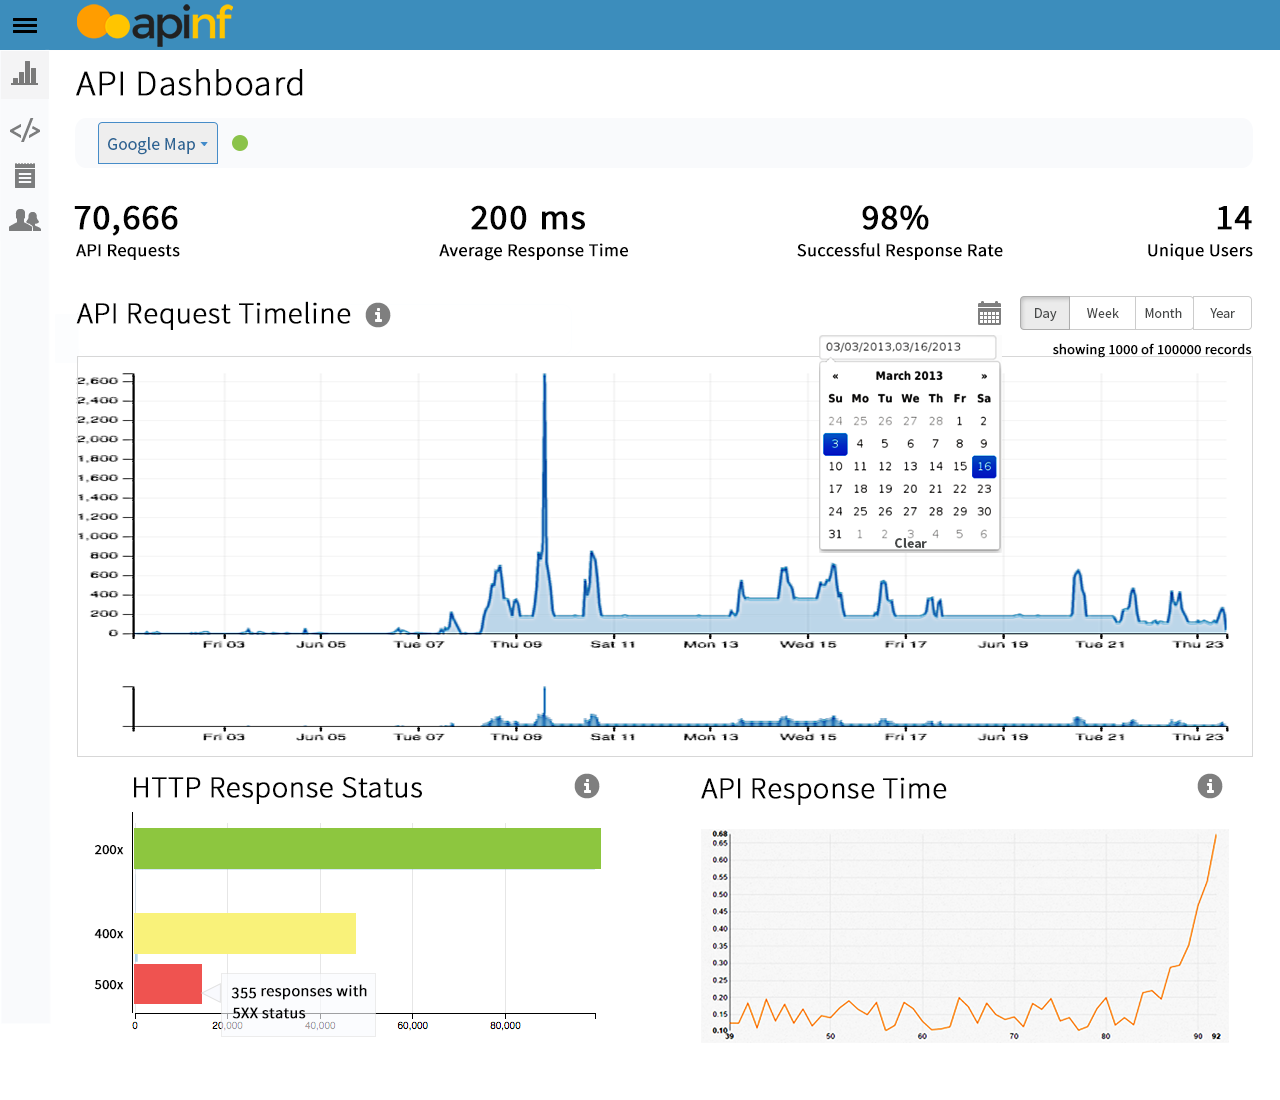 apinf
API Dashboard
Google Map
70,666
API Requests
200 ms
Average Response Time
98%
Successful Response Rate
14
Unique Users
API Request Timeline
Day Week Month Year
03/03/2013,03/16/2013
showing 1000 of 100000 records
« March 2013 »
Su Mo Tu We Th Fr Sa
24 25 26 27 28 1 2
3 4 5 6 7 8 9
10 11 12 13 14 15 16
17 18 19 20 21 22 23
24 25 26 27 28 29 30
31 1 2 3 4 5 6
Clear
2,600
2,400
2,200
2,000
1,800
1,600
1,400
1,200
1,000
800
600
400
200
0
Fri 03 Jun 05 Tue 07 Thu 09 Sat 11 Mon 13 Wed 15 Fri 17 Jun 19 Tue 21 Thu 23
Fri 03 Jun 05 Tue 07 Thu 09 Sat 11 Mon 13 Wed 15 Fri 17 Jun 19 Tue 21 Thu 23
HTTP Response Status
200x
400x
500x
355 responses with
5XX status
0 20,000 40,000 60,000 80,000
API Response Time
0.68
0.65
0.60
0.55
0.50
0.45
0.40
0.35
0.30
0.25
0.20
0.15
0.10
39 50 60 70 80 90 92